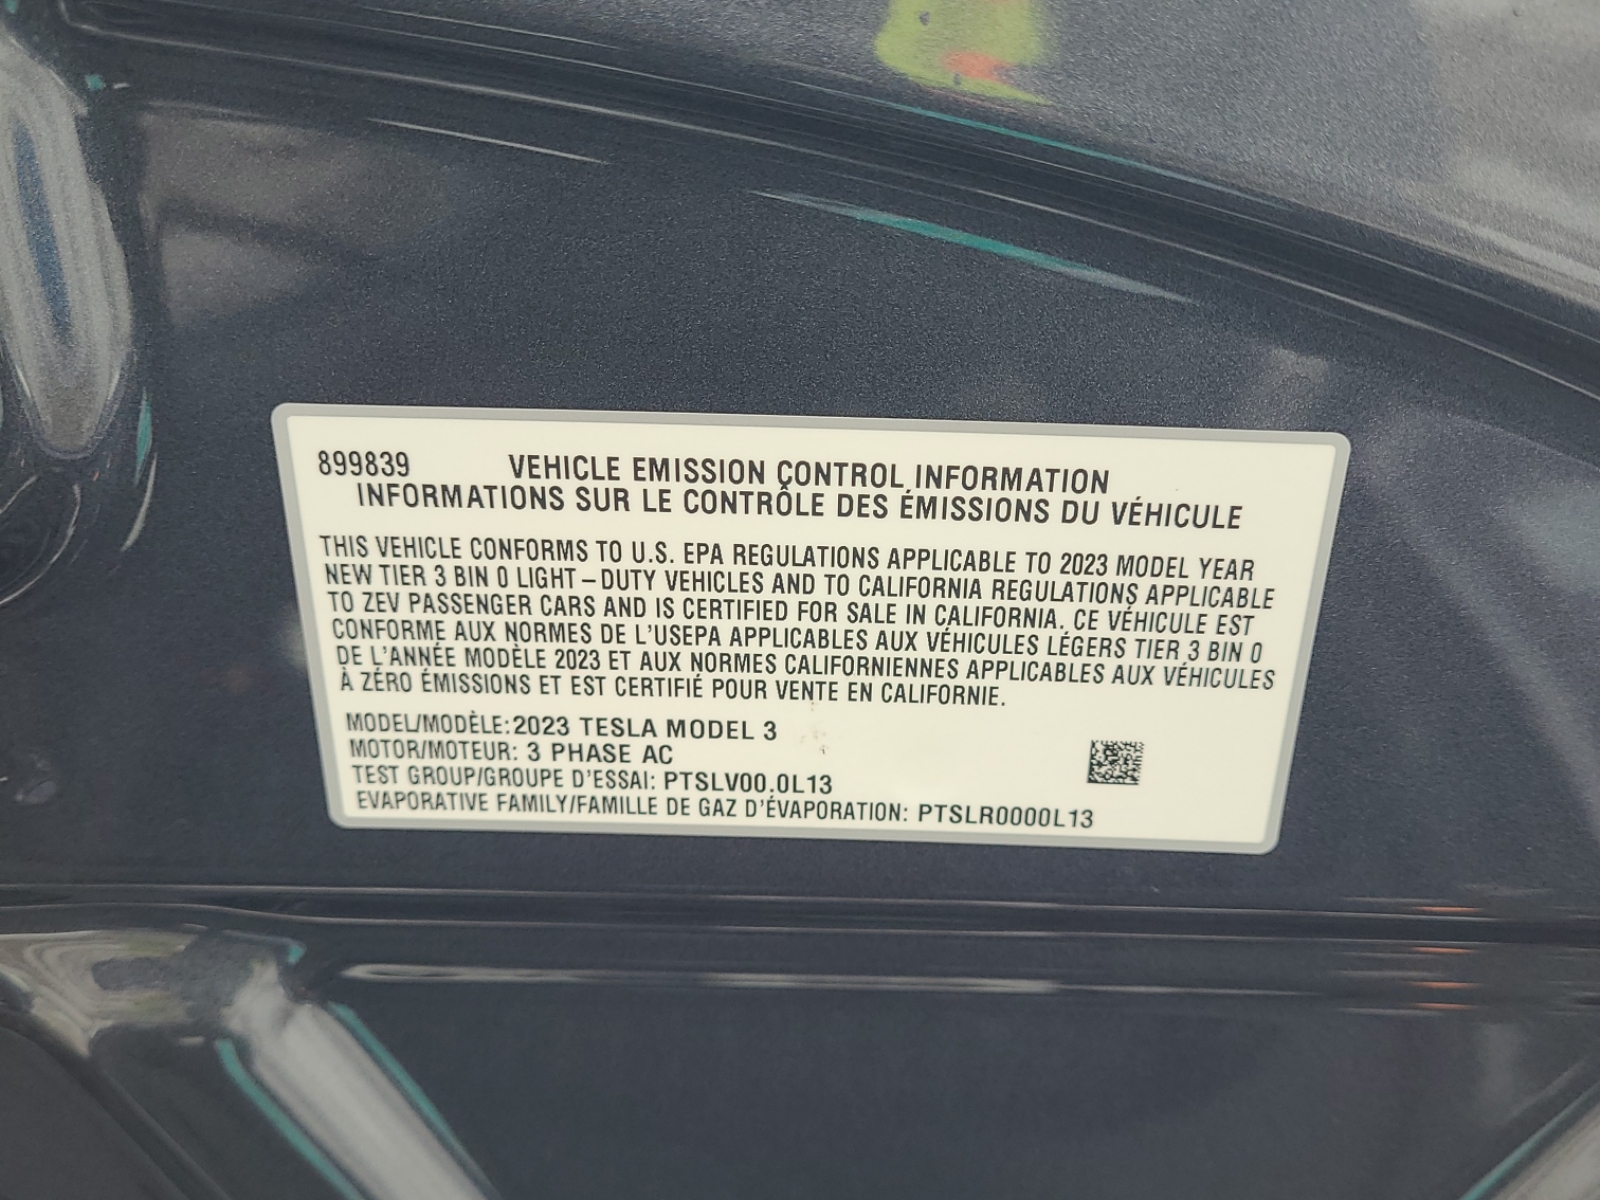 899839 VEHICLE EMISSION CONTROL INFORMATION
INFORMATIONS SUR LE CONTRÔLE DES ÉMISSIONS DU VÉHICULE
THIS VEHICLE CONFORMS TO U.S. EPA REGULATIONS APPLICABLE TO 2023 MODEL YEAR
NEW TIER 3 BIN 0 LIGHT – DUTY VEHICLES AND TO CALIFORNIA REGULATIONS APPLICABLE
TO ZEV PASSENGER CARS AND IS CERTIFIED FOR SALE IN CALIFORNIA. CE VÉHICULE EST
CONFORME AUX NORMES DE L'USEPA APPLICABLES AUX VÉHICULES LÉGERS TIER 3 BIN 0
DE L'ANNÉE MODÈLE 2023 ET AUX NORMES CALIFORNIENNES APPLICABLES AUX VÉHICULES
À ZÉRO ÉMISSIONS ET EST CERTIFIÉ POUR VENTE EN CALIFORNIE.
MODEL/MODÈLE: 2023 TESLA MODEL 3
MOTOR/MOTEUR: 3 PHASE AC
TEST GROUP/GROUPE D'ESSAI: PTSLV00.0L13
EVAPORATIVE FAMILY/FAMILLE DE GAZ D'ÉVAPORATION: PTSLR0000L13